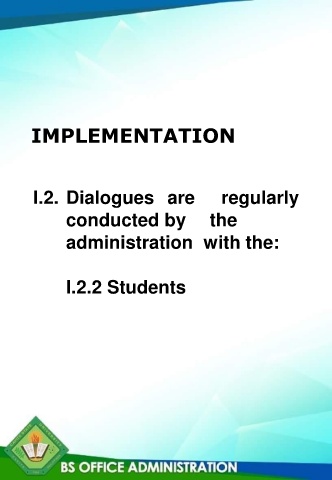 IMPLEMENTATION
I.2. Dialogues are regularly
conducted by the
administration with the:
I.2.2 Students
BS OFFICE ADMINISTRATION